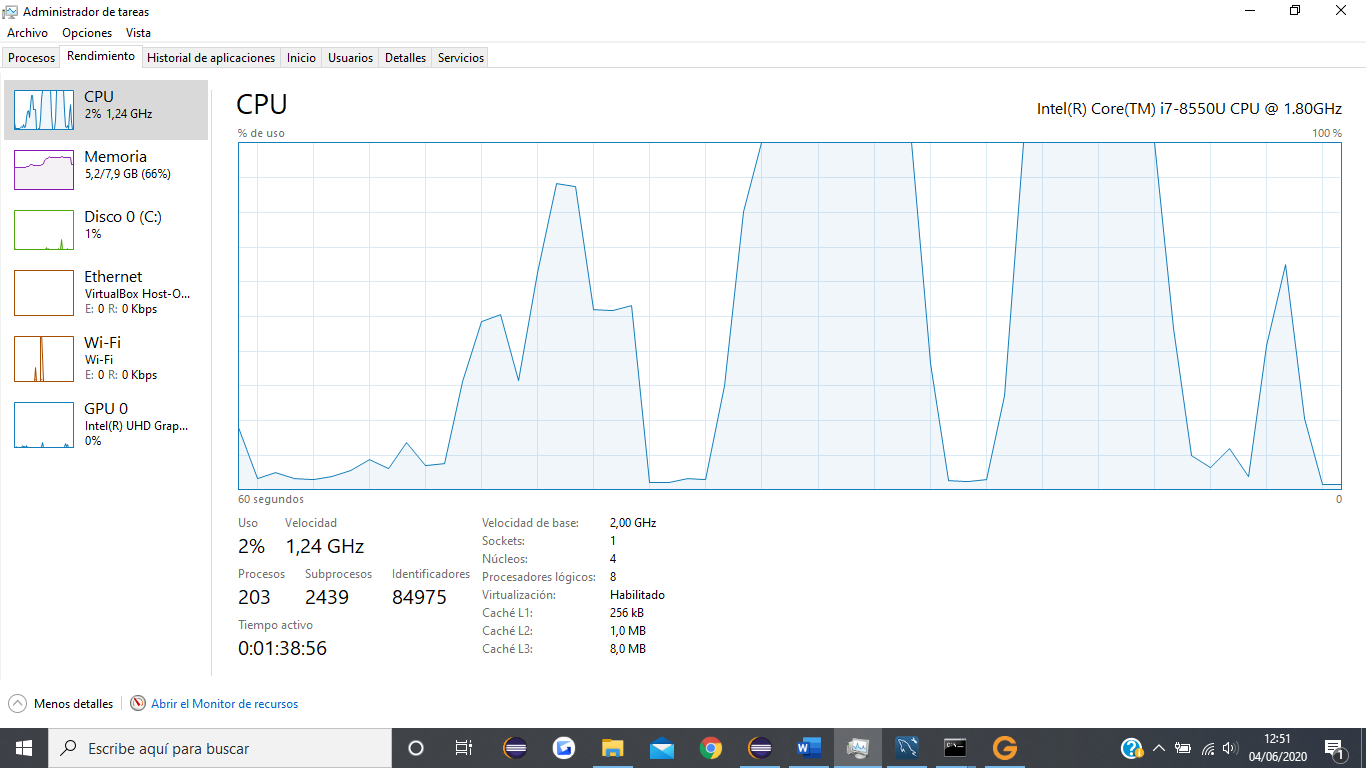 Administrador de tareas
Archivo Opciones Vista
Procesos Rendimiento Historial de aplicaciones Inicio Usuarios Detalles Servicios
CPU
2% 1,24 GHz
Memoria
5,2/7,9 GB (66%)
Disco 0 (C:)
1%
Ethernet
VirtualBox Host-O...
E: 0 R: 0 Kbps
Wi-Fi
Wi-Fi
E: 0 R: 0 Kbps
GPU 0
Intel(R) UHD Grap...
0%
CPU Intel(R) Core(TM) i7-8550U CPU @ 1.80GHz
% de uso 100 %
60 segundos 0
Uso Velocidad
2% 1,24 GHz
Procesos Subprocesos Identificadores
203 2439 84975
Tiempo activo
0:01:38:56
Velocidad de base: 2,00 GHz
Sockets: 1
Núcleos: 4
Procesadores lógicos: 8
Virtualización: Habilitado
Caché L1: 256 kB
Caché L2: 1,0 MB
Caché L3: 8,0 MB
Menos detalles Abrir el Monitor de recursos
Escribe aquí para buscar
12:51
04/06/2020
1